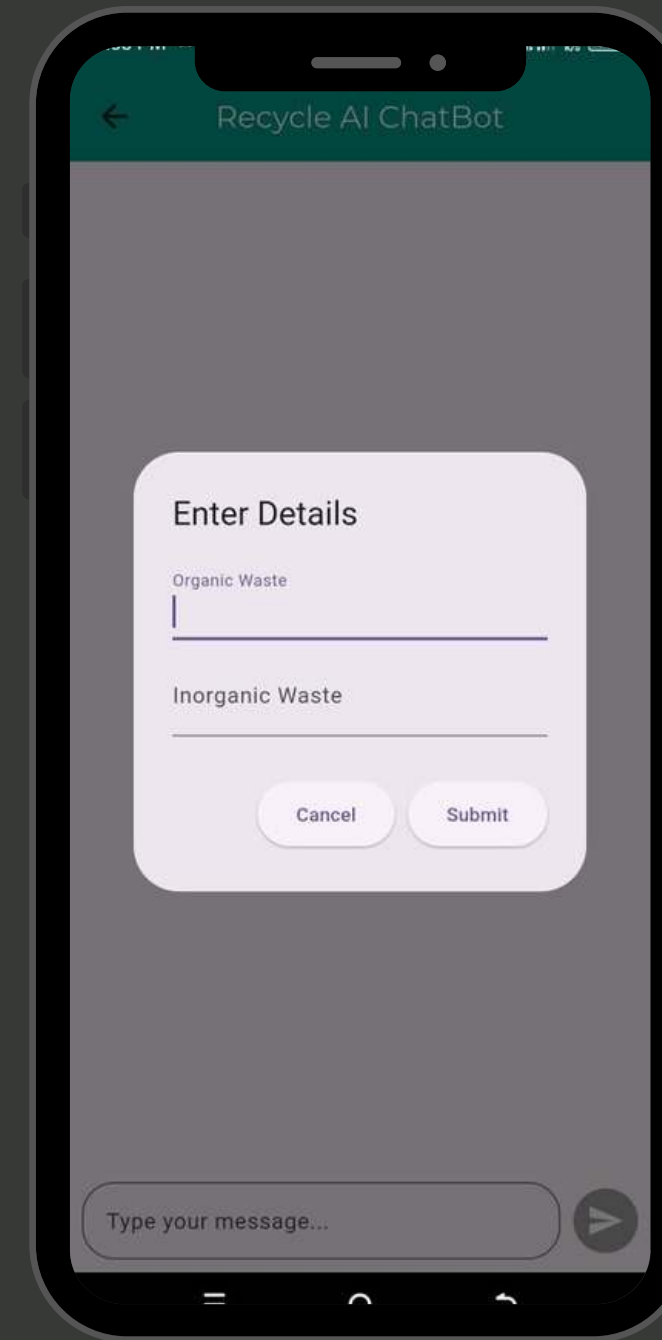 Recycle AI ChatBot
Enter Details
Organic Waste
Inorganic Waste
Cancel Submit
Type your message...